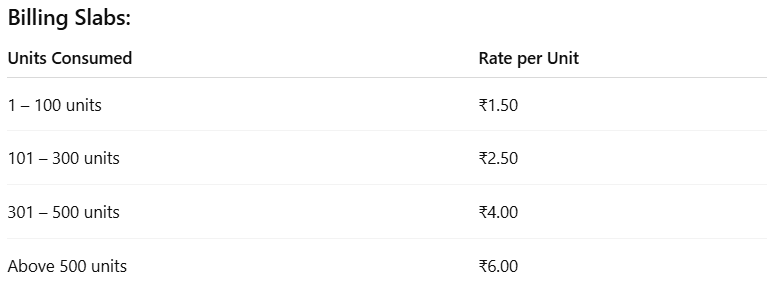 Billing Slabs:
Units Consumed Rate per Unit
1 – 100 units ₹1.50
101 – 300 units ₹2.50
301 – 500 units ₹4.00
Above 500 units ₹6.00